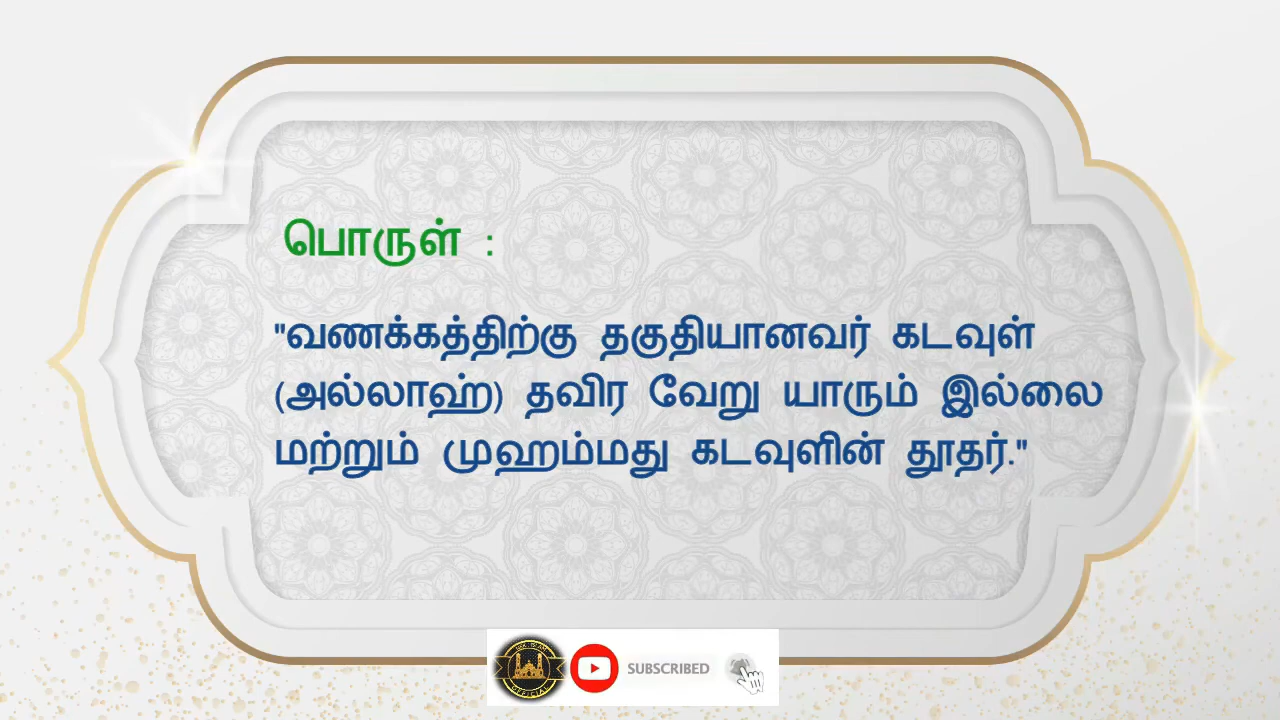 பொருள் :
"வணக்கத்திற்கு தகுதியானவர் கடவுள்
(அல்லாஹ்) தவிர வேறு யாரும் இல்லை
மற்றும் முஹம்மது கடவுளின் தூதர்."
SUBSCRIBED